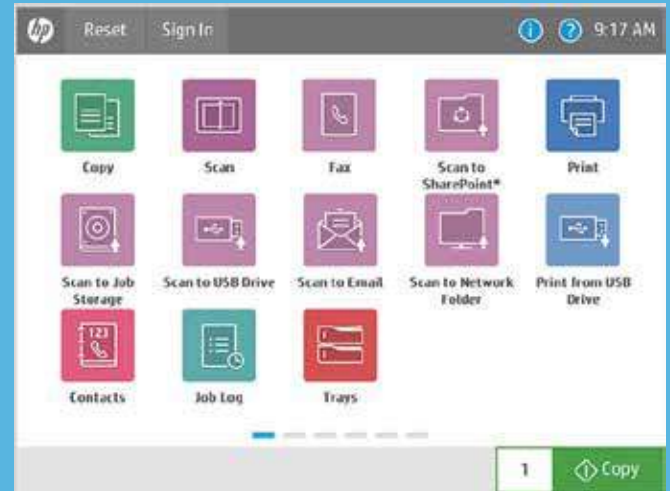 hp
Reset
Sign In
9:17 AM
Copy
Scan
Fax
Scan to
SharePoint*
Print
Scan to Job
Storage
Scan to USB Drive
Scan to Email
Scan to Network
Folder
Print from USB
Drive
123
Contacts
Job Log
Trays
1
Copy